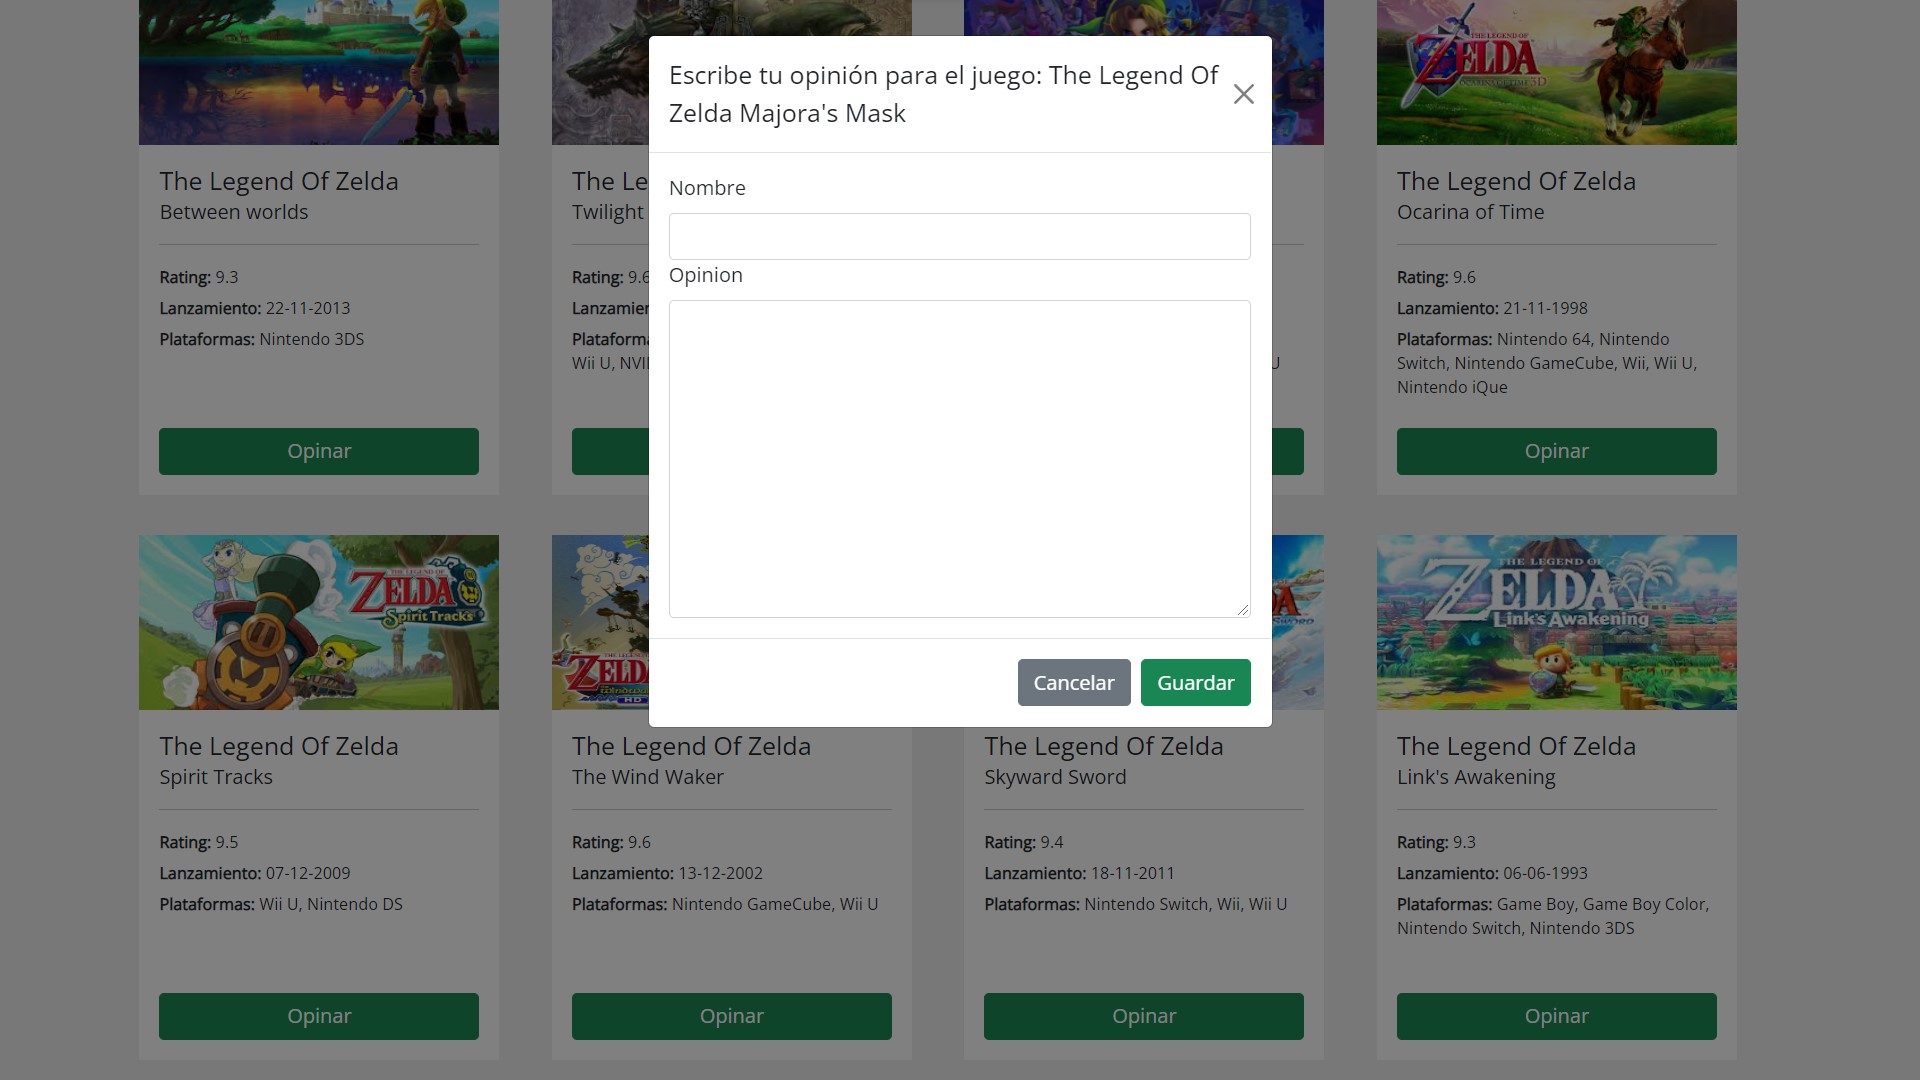 Escribe tu opinión para el juego: The Legend Of
Zelda Majora's Mask
Nombre
Opinion
Cancelar
Guardar
The Legend Of Zelda
Between worlds
Rating: 9.3
Lanzamiento: 22-11-2013
Plataformas: Nintendo 3DS
Opinar
The Le
Twilight
Rating: 9.6
Lanzamien
Plataform
Wii U, NVI
U
THE LEGEND OF
ZELDA
OCARINA OF TIME 3D
The Legend Of Zelda
Ocarina of Time
Rating: 9.6
Lanzamiento: 21-11-1998
Plataformas: Nintendo 64, Nintendo
Switch, Nintendo GameCube, Wii, Wii U,
Nintendo iQue
Opinar
THE LEGEND OF
ZELDA
Spirit Tracks
The Legend Of Zelda
Spirit Tracks
Rating: 9.5
Lanzamiento: 07-12-2009
Plataformas: Wii U, Nintendo DS
Opinar
ZELD
HD
The Legend Of Zelda
The Wind Waker
Rating: 9.6
Lanzamiento: 13-12-2002
Plataformas: Nintendo GameCube, Wii U
Opinar
The Legend Of Zelda
Skyward Sword
Rating: 9.4
Lanzamiento: 18-11-2011
Plataformas: Nintendo Switch, Wii, Wii U
Opinar
THE LEGEND OF
ZELDA
Link's Awakening
The Legend Of Zelda
Link's Awakening
Rating: 9.3
Lanzamiento: 06-06-1993
Plataformas: Game Boy, Game Boy Color,
Nintendo Switch, Nintendo 3DS
Opinar